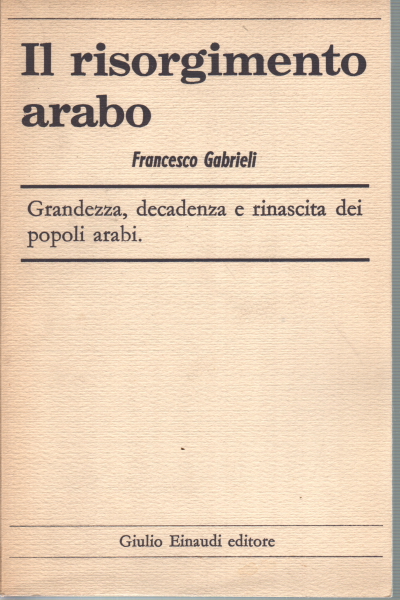 Il risorgimento
arabo
Francesco Gabrieli
Grandezza, decadenza e rinascita dei
popoli arabi.
Giulio Einaudi editore